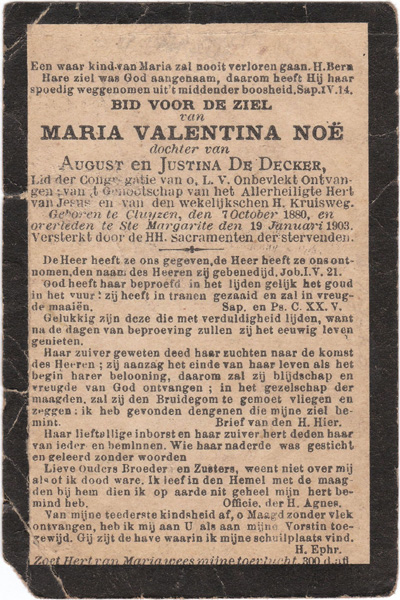 Een waar kind van Maria zal nooit verloren gaan. H. Bern
Hare ziel was God aangenaam, daarom heeft Hij haar
spoedig weggenomen uit't middender boosheid, Sap. IV. 14.
BID VOOR DE ZIEL
van
MARIA VALENTINA NOË
dochter van
AUGUST en JUSTINA DE DECKER,
Lid der Congregatie van o, L. V. Onbevlekt Ontvan-
gen; van 't Genootschap van het Allerheiligte Hert
van Jesus en van den wekelijkschen H. Kruisweg.
Geboren te Cluyzen, den 7 October 1880, en
overleden te Ste Margarite den 19 Januari 1903.
Versterkt door de HH. Sacramenten der stervenden.
De Heer heeft ze ons gegeven, de Heer heeft ze ons ont-
nomen, den naam des Heeren zij gebenedijd, Job. I. V. 21.
God heeft haar beproefd in het lijden gelijk het goud
in het vuur: zij heeft in tranen gezaaid en zal in vreug-
de maaiën, Sap. en Ps. C. XX. V.
Gelukkig zijn deze die met verduldigheid lijden, want
na de dagen van beproeving zullen zij het eeuwig leven
genieten.
Haar zuiver geweten deed haar zuchten naar de komst
des Heeren; zij aanzag het einde van haar leven als het
begin harer belooning, daarom zal zij blijdschap en
vreugde van God ontvangen; in het gezelschap der
maagden, zal zij den Bruidegom te gemoet vliegen en
zeggen: ik heb gevonden dengenen die mijne ziel be-
mint. Brief van den H. Hier.
Haar lieftallige inborst en haar zuiver hert deden haar
van ieder en beminnen. Wie haar naderde was gesticht
en geleerd zonder woorden
Lieve Ouders Broeder en Zusters, weent niet over mij
als of ik dood ware. Ik leef in den Hemel met de maag-
den bij hem dien ik op aarde uit geheel mijn hert be-
mind heb. Officie, der H. Agnes.
Van mijne teederste kindsheid af, o Maagd zonder vlek
ontvangen, heb ik mij aan U als aan mijne Vorstin toe-
gewijd. Gij zijt de haven waarin ik mijne schuilplaats vind.
H. Ephr.
Zoet Hert van Maria wees mijne toevlucht. 300 d. afl